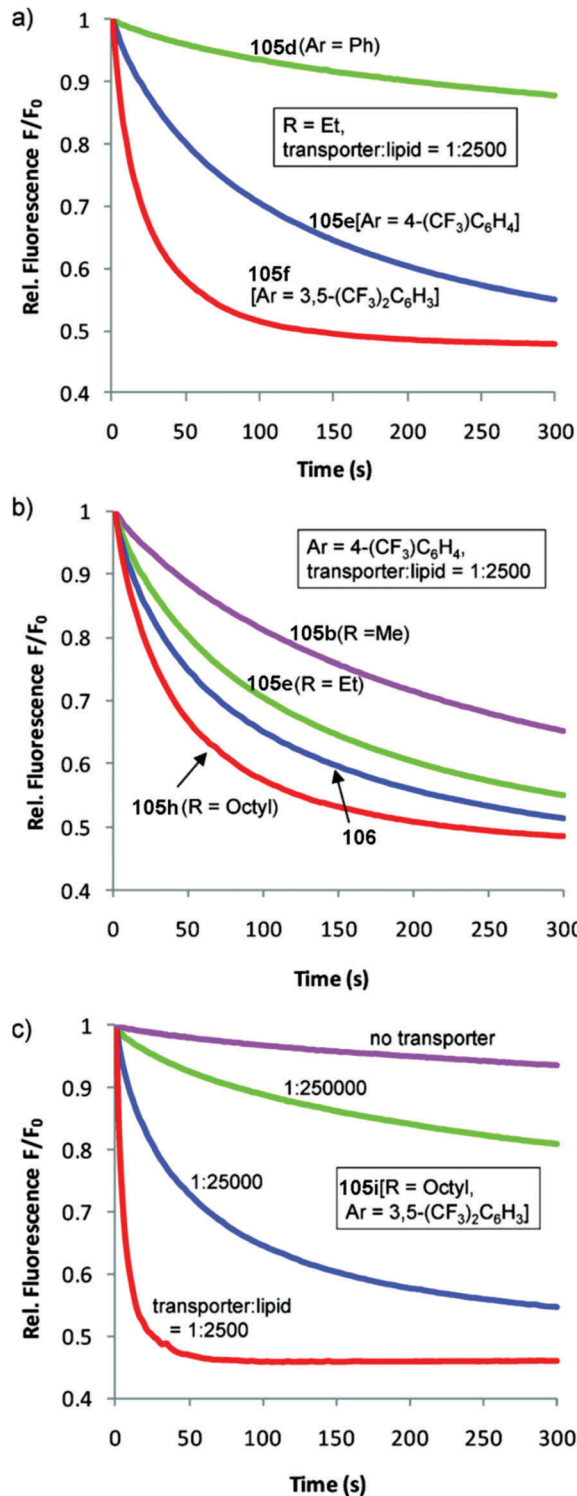 a)
Rel. Fluorescence F/F0
1
0.9
0.8
0.7
0.6
0.5
0.4
105d (Ar = Ph)
R = Et,
transporter:lipid = 1:2500
105e[Ar = 4-(CF3)C6H4]
105f
[Ar = 3,5-(CF3)2C6H3]
0 50 100 150 200 250 300
Time (s)
b)
Rel. Fluorescence F/F0
1
0.9
0.8
0.7
0.6
0.5
0.4
Ar = 4-(CF3)C6H4,
transporter:lipid = 1:2500
105b(R =Me)
105e(R = Et)
105h (R = Octyl)
106
0 50 100 150 200 250 300
Time (s)
c)
Rel. Fluorescence F/F0
1
0.9
0.8
0.7
0.6
0.5
0.4
no transporter
1:250000
1:25000
105i[R = Octyl,
Ar = 3,5-(CF3)2C6H3]
transporter:lipid
= 1:2500
0 50 100 150 200 250 300
Time (s)